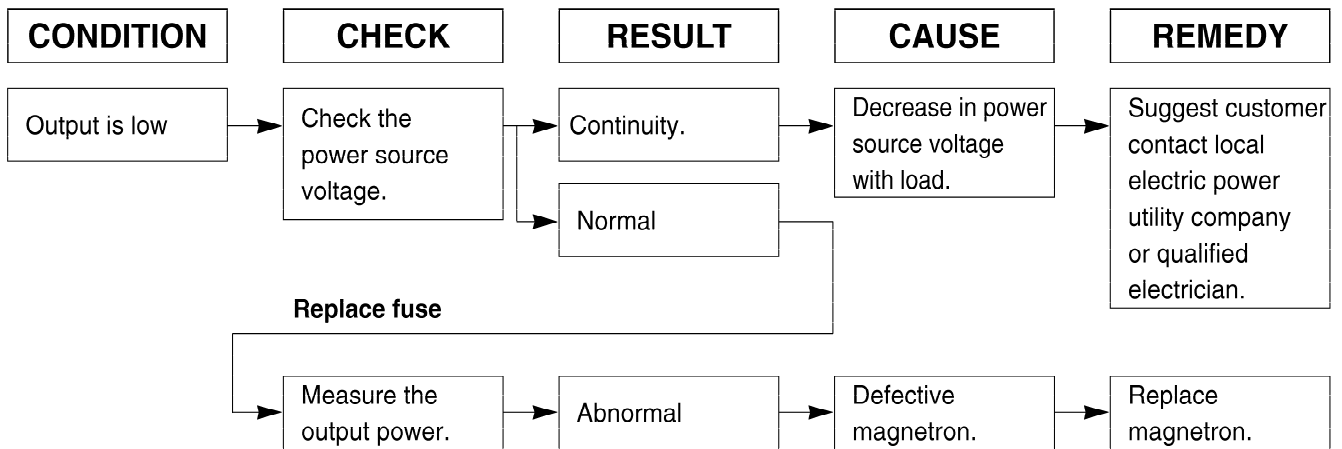 CONDITION
CHECK
RESULT
CAUSE
REMEDY
Output is low
Check the
power source
voltage.
Continuity.
Decrease in power
source voltage
with load.
Suggest customer
contact local
electric power
utility company
or qualified
electrician.
Normal
Replace fuse
Measure the
output power.
Abnormal
Defective
magnetron.
Replace
magnetron.